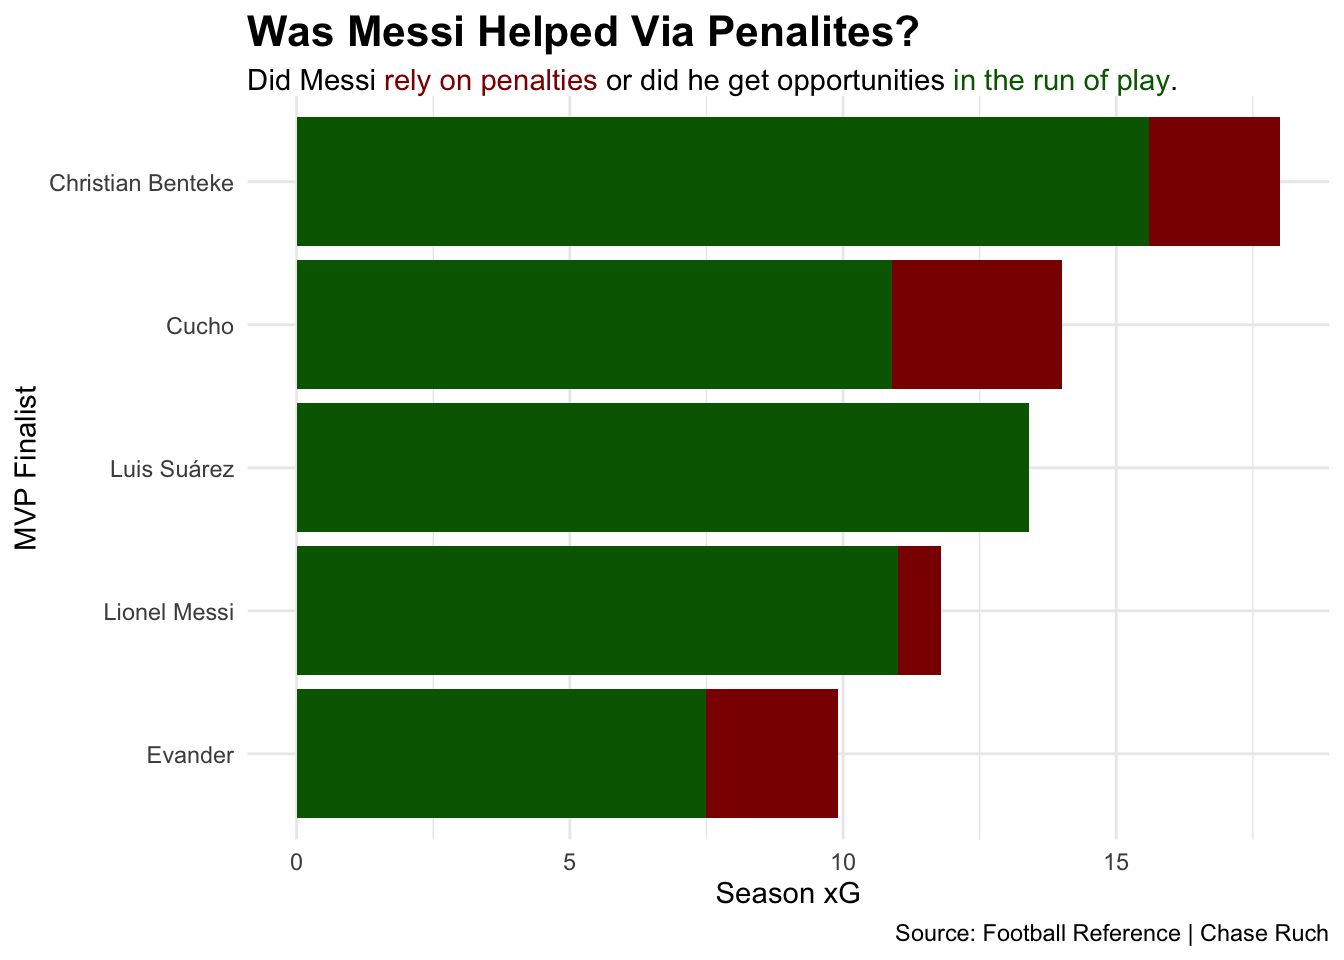 Was Messi Helped Via Penalites?
Did Messi rely on penalties or did he get opportunities in the run of play.
MVP Finalist
Christian Benteke
Cucho
Luis Suárez
Lionel Messi
Evander
0 5 10 15
Season xG
Source: Football Reference | Chase Ruch